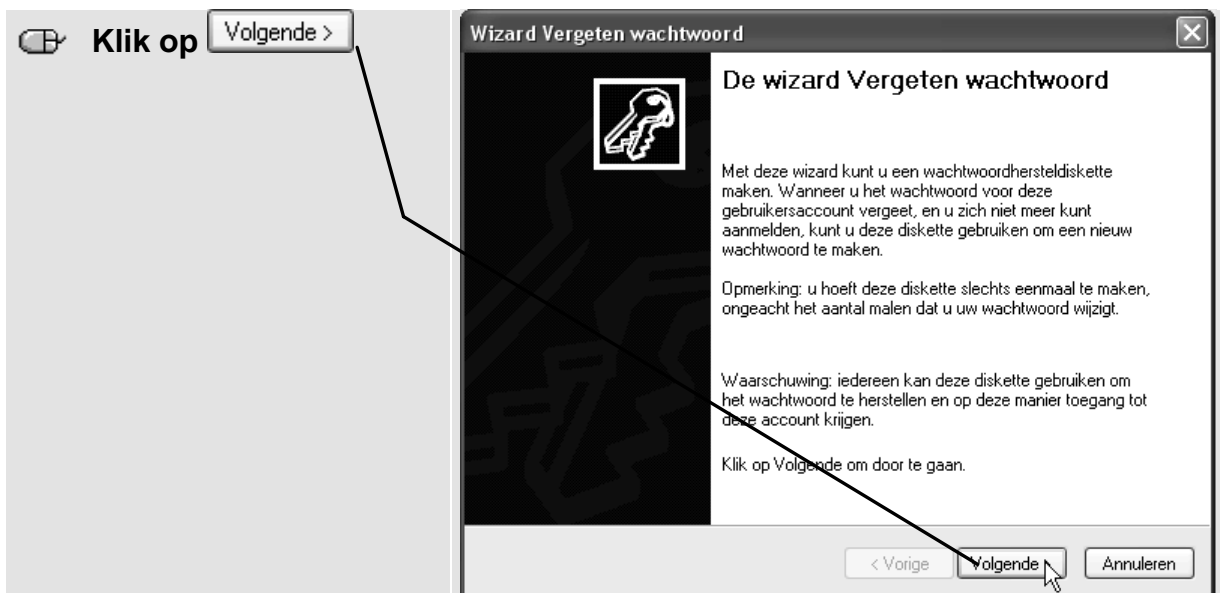 Klik op Volgende >
Wizard Vergeten wachtwoord
De wizard Vergeten wachtwoord
Met deze wizard kunt u een wachtwoordhersteldiskette
maken. Wanneer u het wachtwoord voor deze
gebruikersaccount vergeet, en u zich niet meer kunt
aanmelden, kunt u deze diskette gebruiken om een nieuw
wachtwoord te maken.
Opmerking: u hoeft deze diskette slechts eenmaal te maken,
ongeacht het aantal malen dat u uw wachtwoord wijzigt.
Waarschuwing: iedereen kan deze diskette gebruiken om
het wachtwoord te herstellen en op deze manier toegang tot
deze account krijgen.
Klik op Volgende om door te gaan.
< Vorige Volgende Annuleren